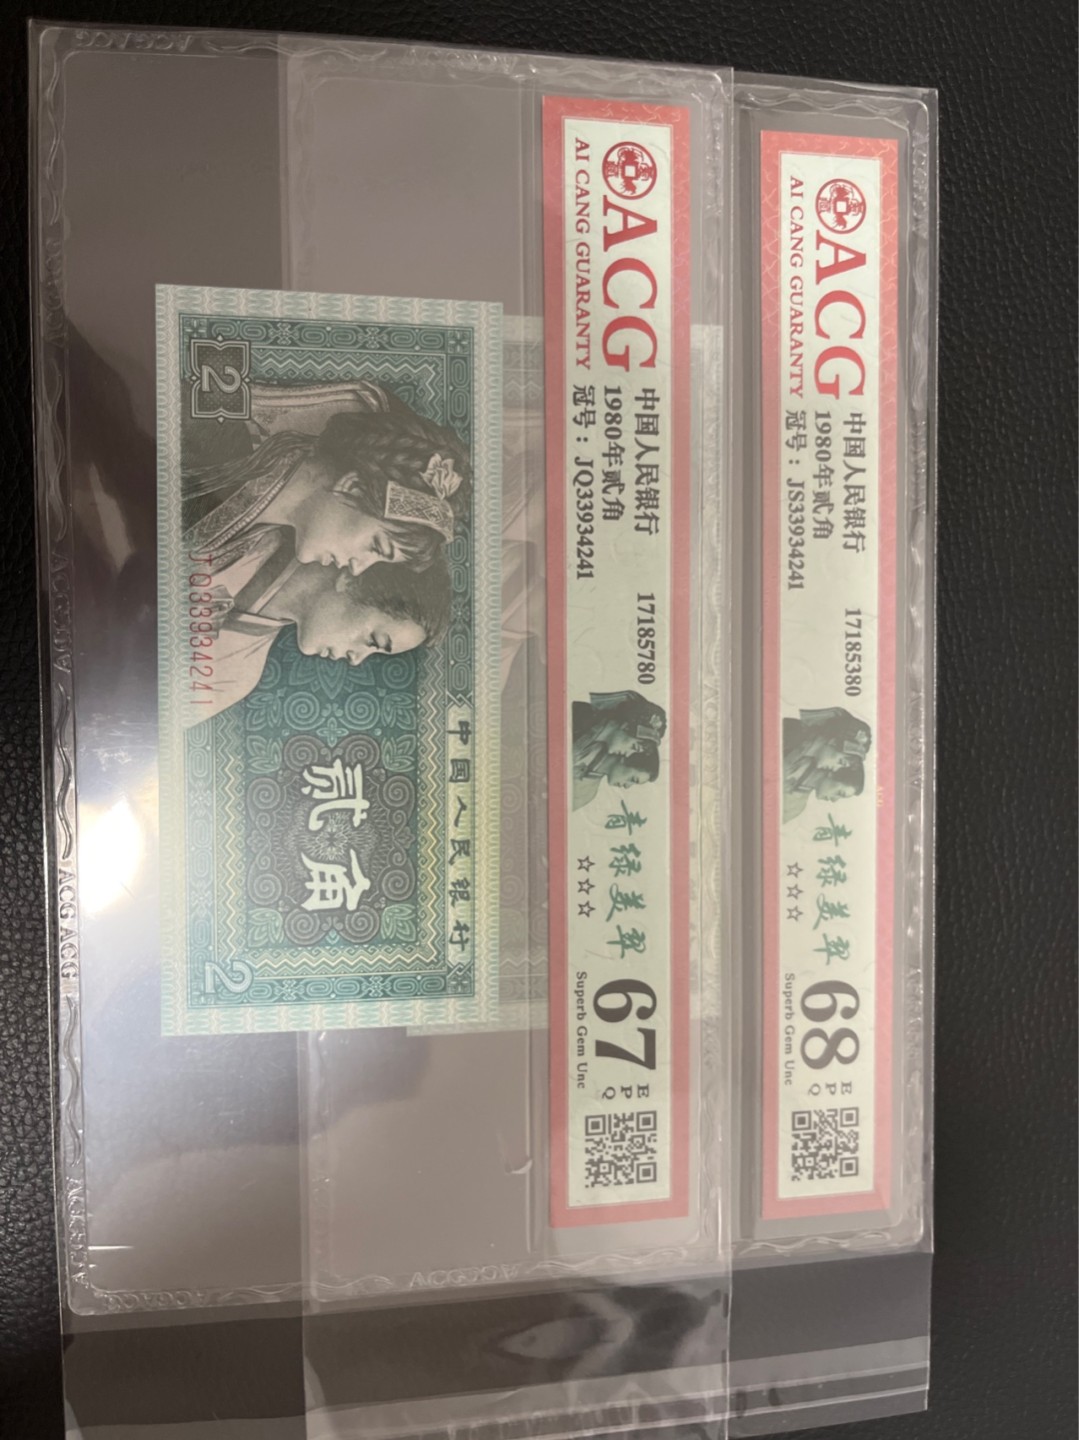 ACG
AI CANG GUARANTY
中国人民银行 17185380
1980年贰角
冠号：JS33934241
青绿美翠
☆☆☆
68 EPQ
Superb Gem Unc
ACG
AI CANG GUARANTY
中国人民银行 17185780
1980年贰角
冠号：JQ33934241
青绿美翠
☆☆☆
67 EPQ
Superb Gem Unc
中国人民银行
贰角
2
2
JQ33934241
ACG ACG
ACGACG